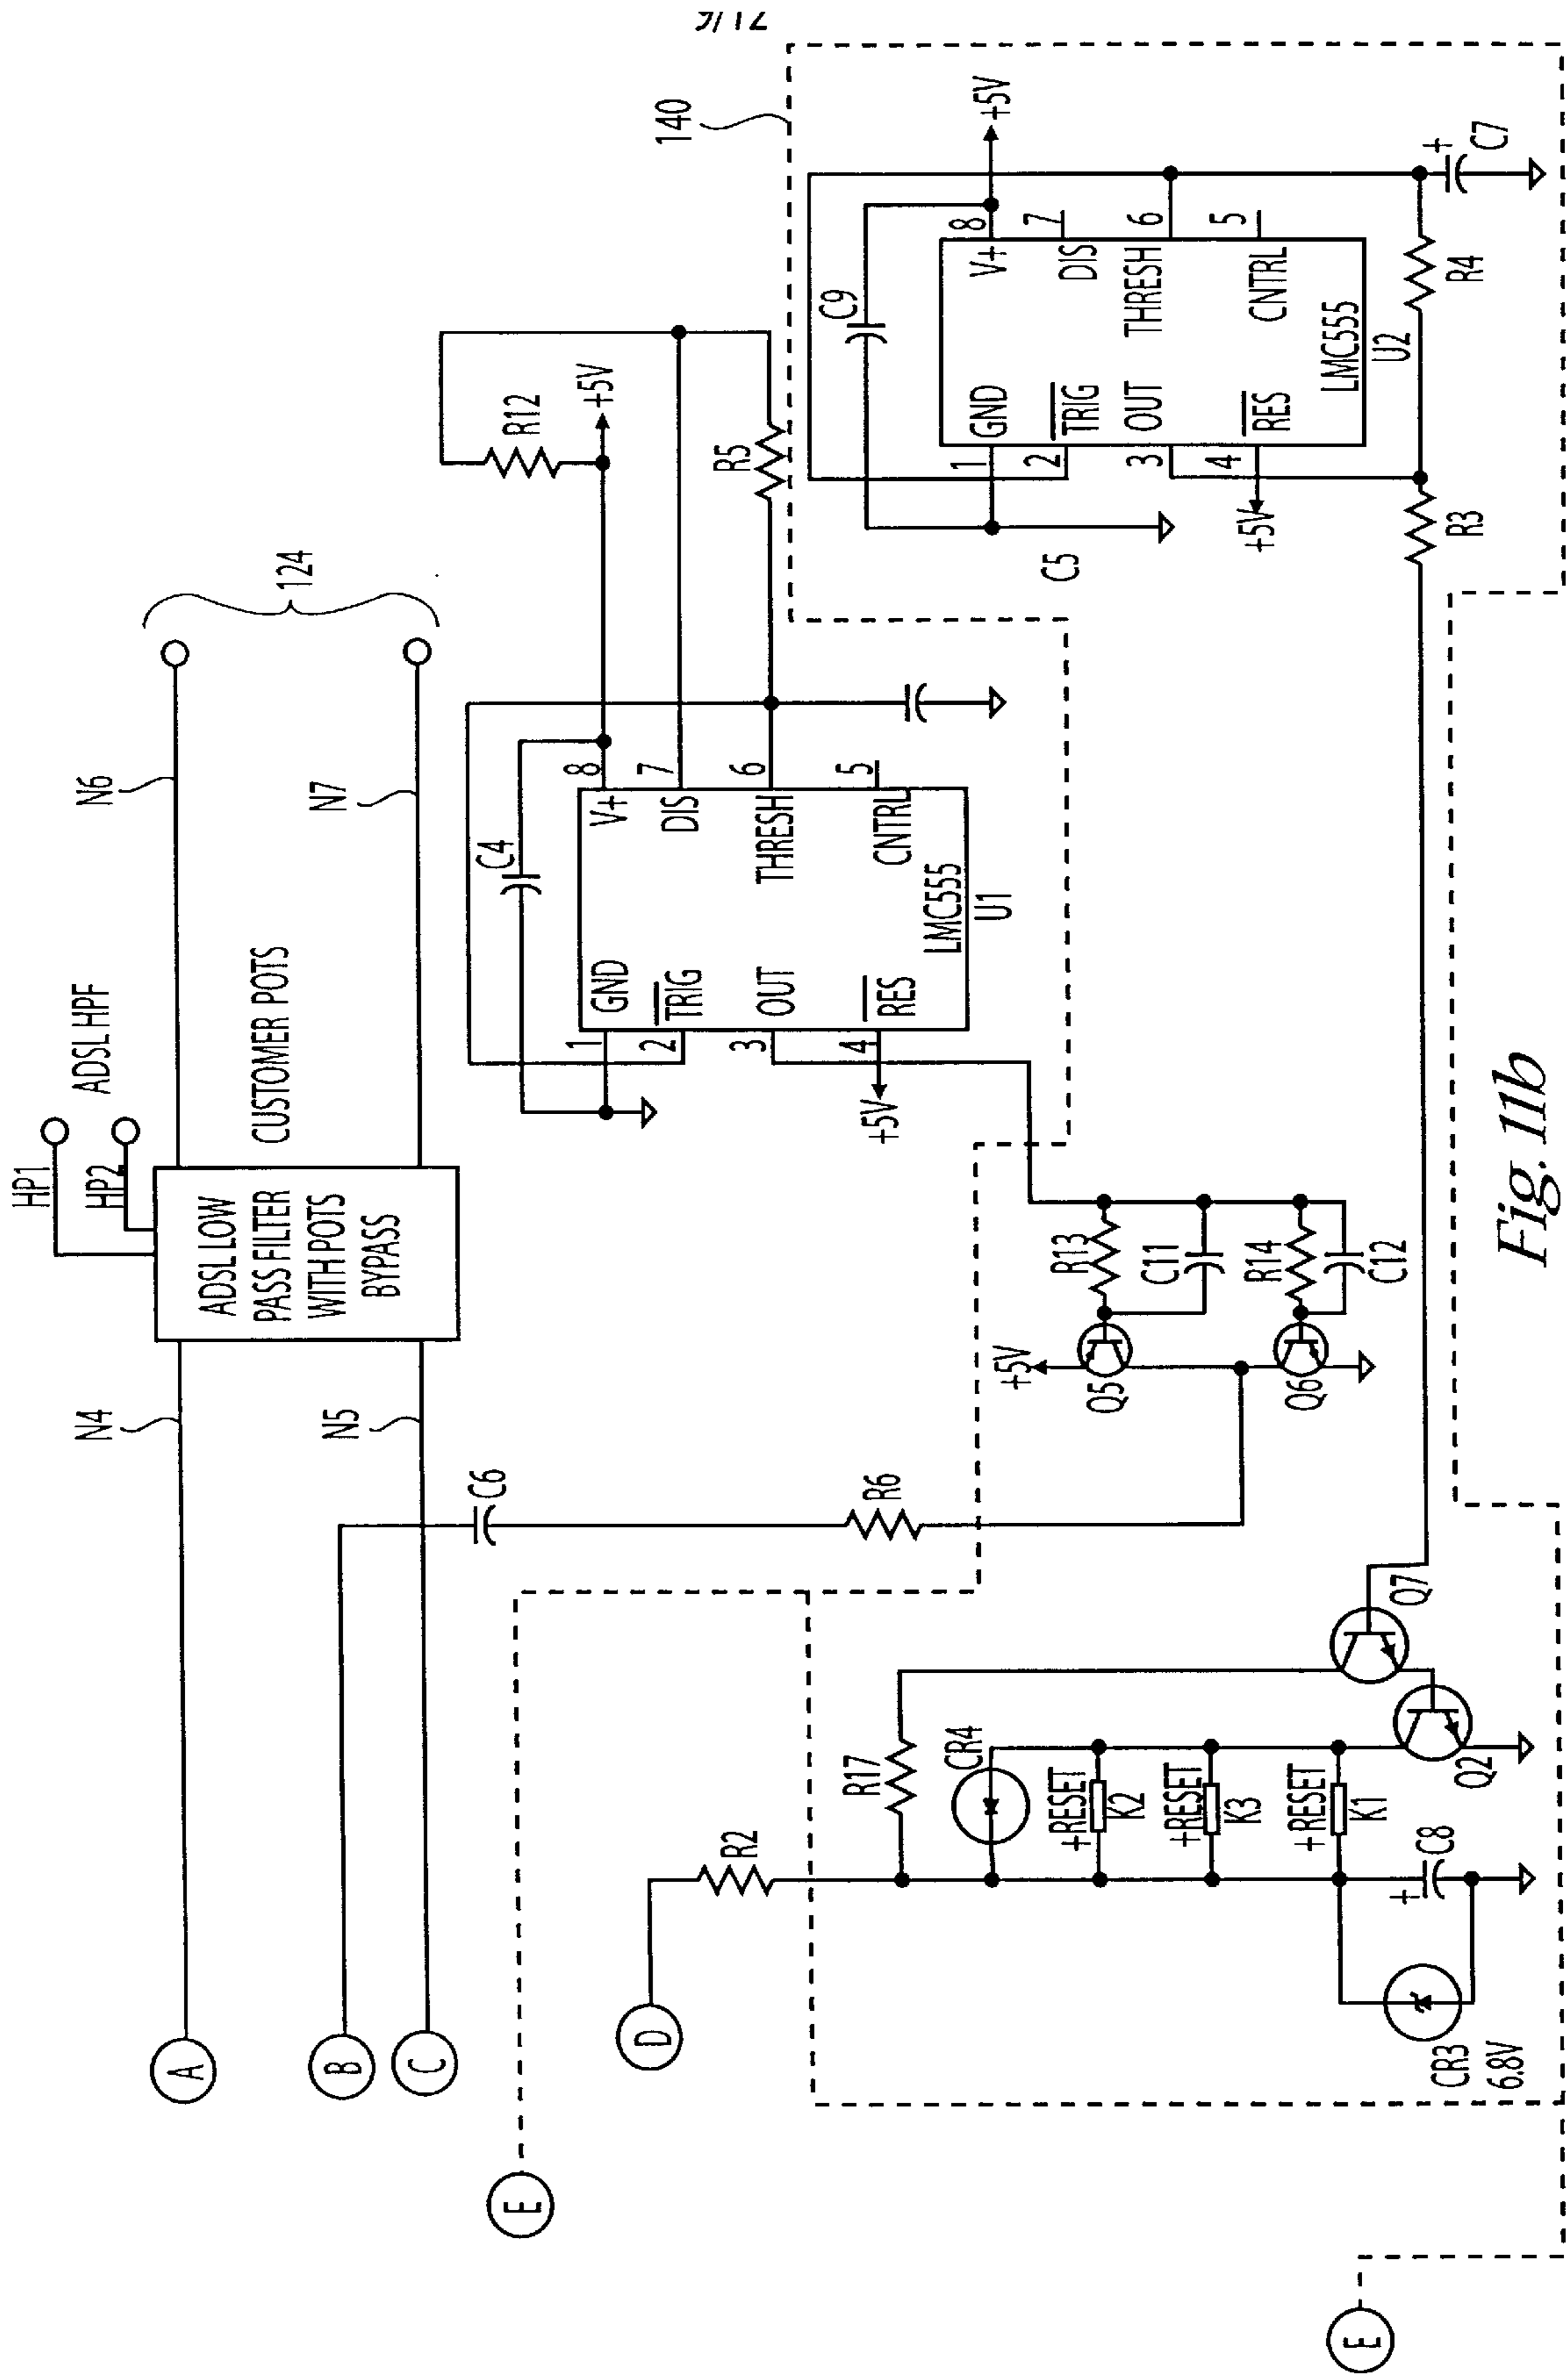 HP1
HP2
ADSL HPF
N4
ADSL LOW
PASS FILTER
WITH POTS
BYPASS
N6
124
A
CUSTOMER POTS
N5
N7
B
C
C6
C4
R12
+5V
R5
140
1
GND
V+
8
2
TRIG
DIS
7
3
OUT
THRESH
6
4
RES
CNTRL
5
+5V
LMC555
U1
E
D
R2
R6
C5
C9
+5V
1
GND
V+
8
2
TRIG
DIS
7
3
OUT
THRESH
6
4
RES
CNTRL
5
+5V
LMC555
U2
R17
CR4
+5V
R13
Q5
C11
R14
Q6
C12
+RESET
K2
+RESET
K3
+RESET
K1
+
C8
Q7
Q2
R3
R4
+
C7
CR3
6.8V
E
Fig. 11b